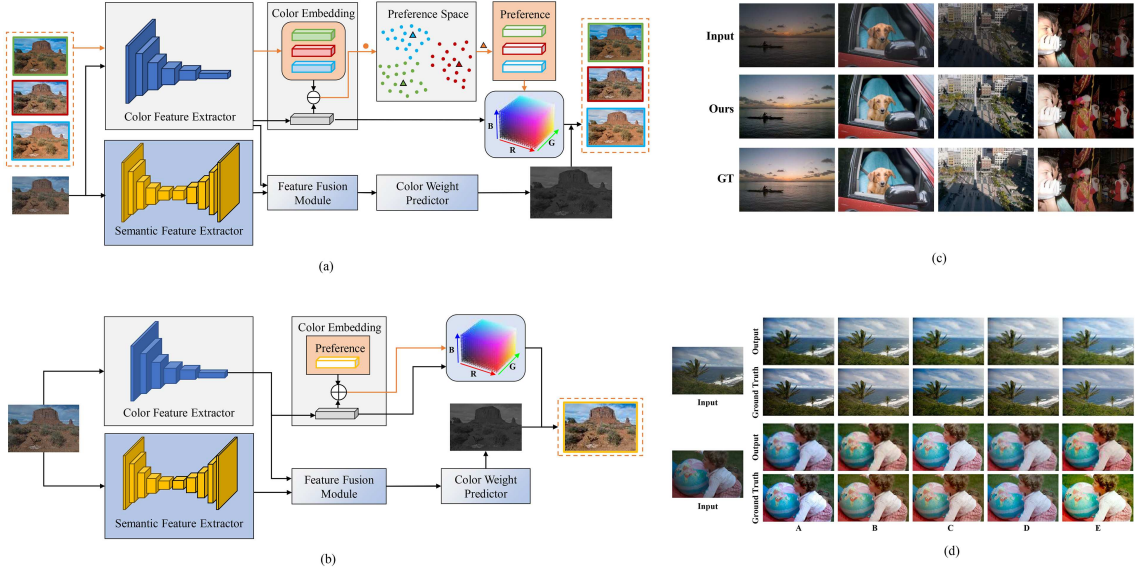 Color Embedding
Preference Space
Preference
Color Feature Extractor
B
R
G
Semantic Feature Extractor
Feature Fusion
Module
Color Weight
Predictor
(a)
Color Embedding
Preference
Color Feature Extractor
B
R
G
Semantic Feature Extractor
Feature Fusion
Module
Color Weight
Predictor
(b)
Input
Ours
GT
(c)
Input
Output
Ground Truth
Input
Output
Ground Truth
A
B
C
D
E
(d)